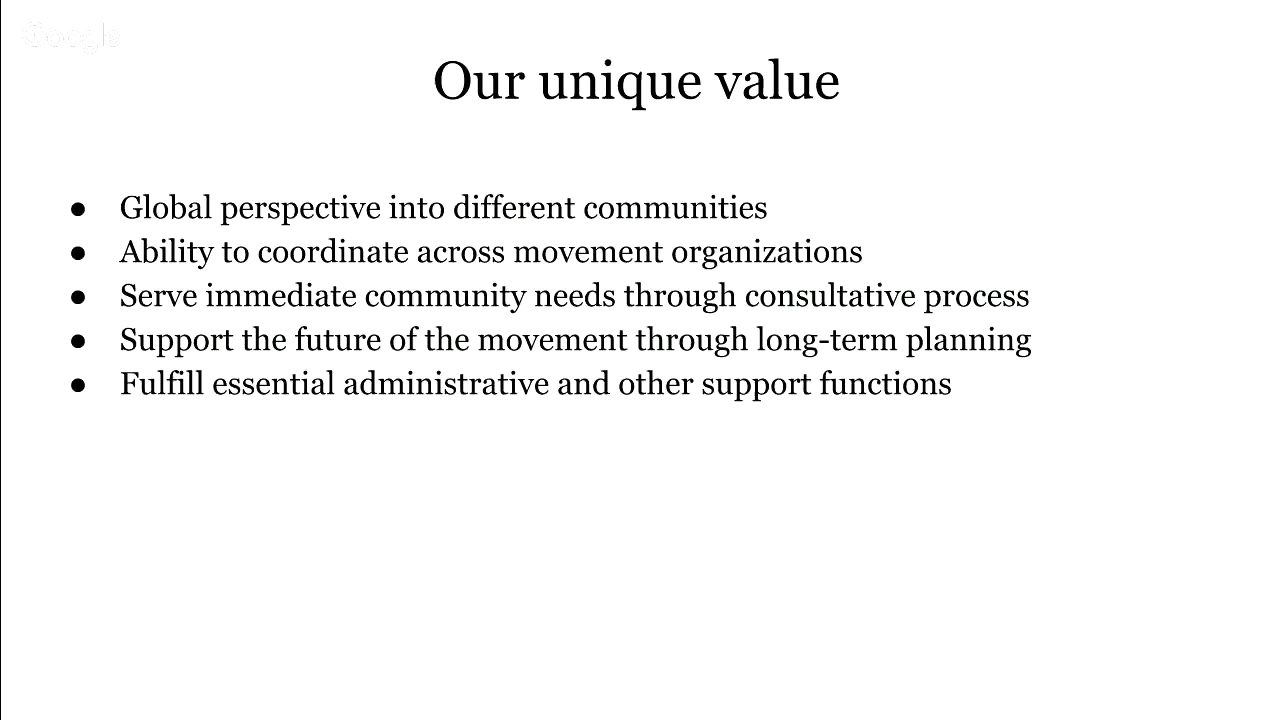 Google
Our unique value
● Global perspective into different communities
● Ability to coordinate across movement organizations
● Serve immediate community needs through consultative process
● Support the future of the movement through long-term planning
● Fulfill essential administrative and other support functions